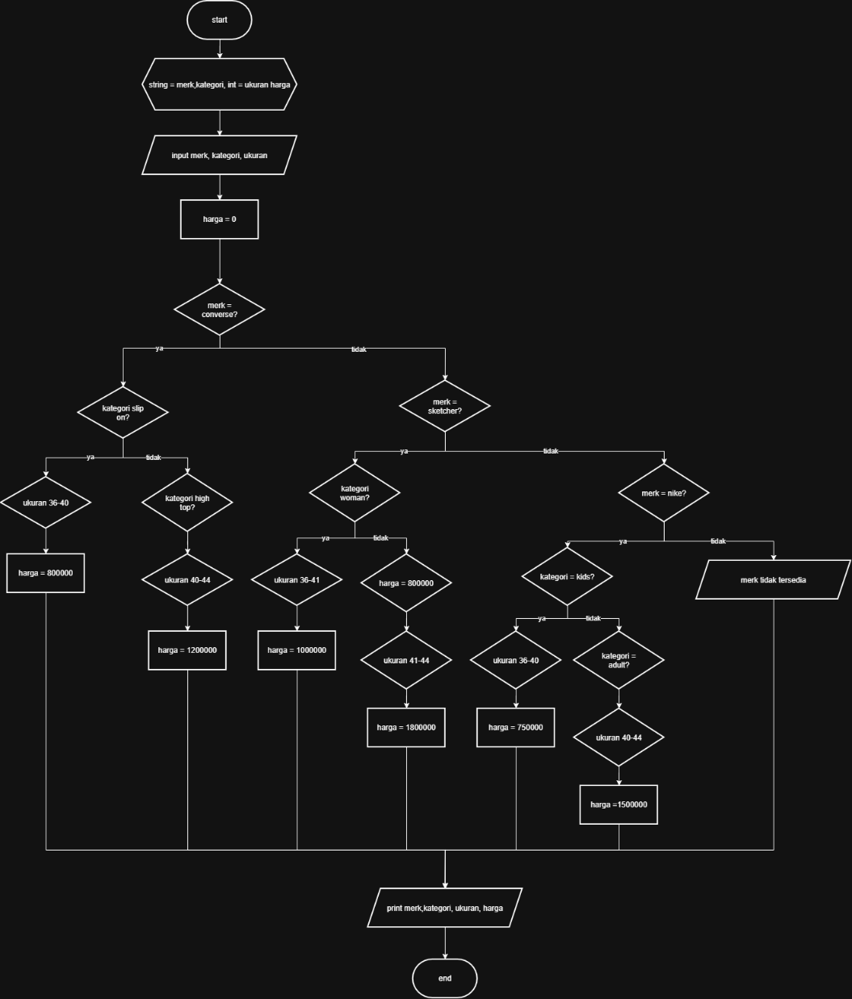 start
string = merk,kategori, int = ukuran harga
input merk, kategori, ukuran
harga = 0
merk =
converse?
ya
tidak
kategori slip
on?
merk =
sketcher?
ya
tidak
ya
tidak
ukuran 36-40
kategori high
top?
kategori
woman?
merk = nike?
ya
tidak
ya
tidak
harga = 800000
ukuran 40-44
ukuran 36-41
harga = 800000
kategori = kids?
merk tidak tersedia
ya
tidak
harga = 1200000
harga = 1000000
ukuran 41-44
ukuran 36-40
kategori =
adult?
harga = 1800000
harga = 750000
ukuran 40-44
harga =1500000
print merk,kategori, ukuran, harga
end